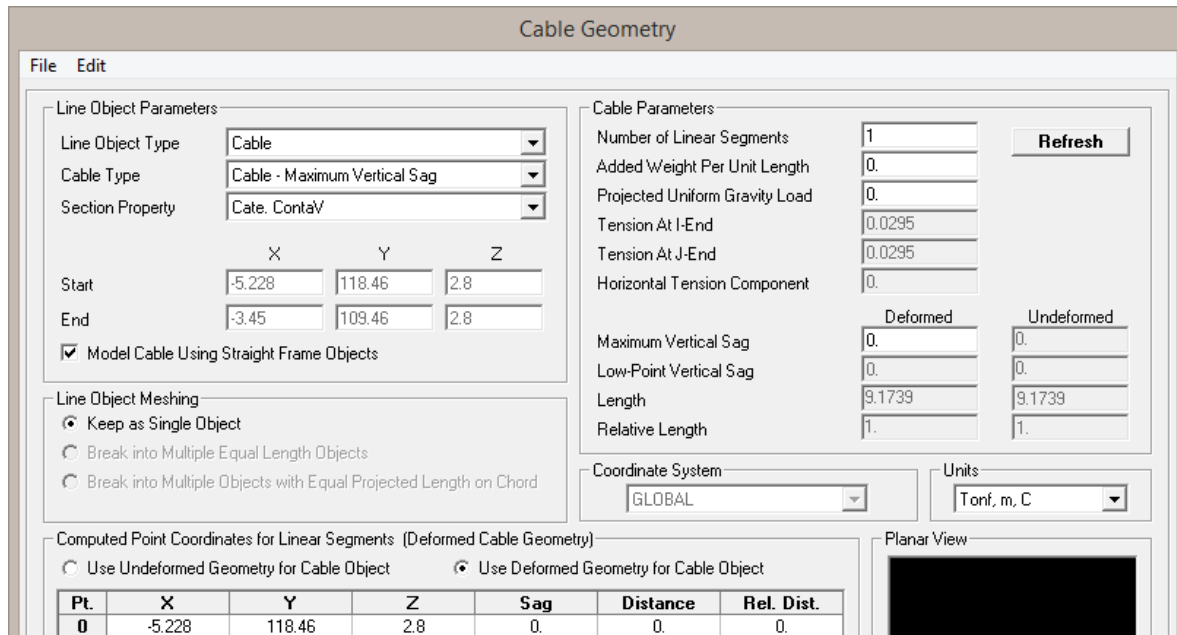 Cable Geometry
File Edit
Line Object Parameters
Line Object Type Cable
Cable Type Cable - Maximum Vertical Sag
Section Property Cate. ContaV
X Y Z
Start -5.228 118.46 2.8
End -3.45 109.46 2.8
Model Cable Using Straight Frame Objects
Line Object Meshing
Keep as Single Object
Break into Multiple Equal Length Objects
Break into Multiple Objects with Equal Projected Length on Chord
Cable Parameters
Number of Linear Segments 1 Refresh
Added Weight Per Unit Length 0.
Projected Uniform Gravity Load 0.
Tension At I-End 0.0295
Tension At J-End 0.0295
Horizontal Tension Component 0.
Deformed Undeformed
Maximum Vertical Sag 0. 0.
Low-Point Vertical Sag 0. 0.
Length 9.1739 9.1739
Relative Length 1. 1.
Coordinate System
GLOBAL
Units
Tonf, m, C
Computed Point Coordinates for Linear Segments (Deformed Cable Geometry)
Use Undeformed Geometry for Cable Object Use Deformed Geometry for Cable Object
Pt. X Y Z Sag Distance Rel. Dist.
0 -5.228 118.46 2.8 0. 0. 0.
Planar View